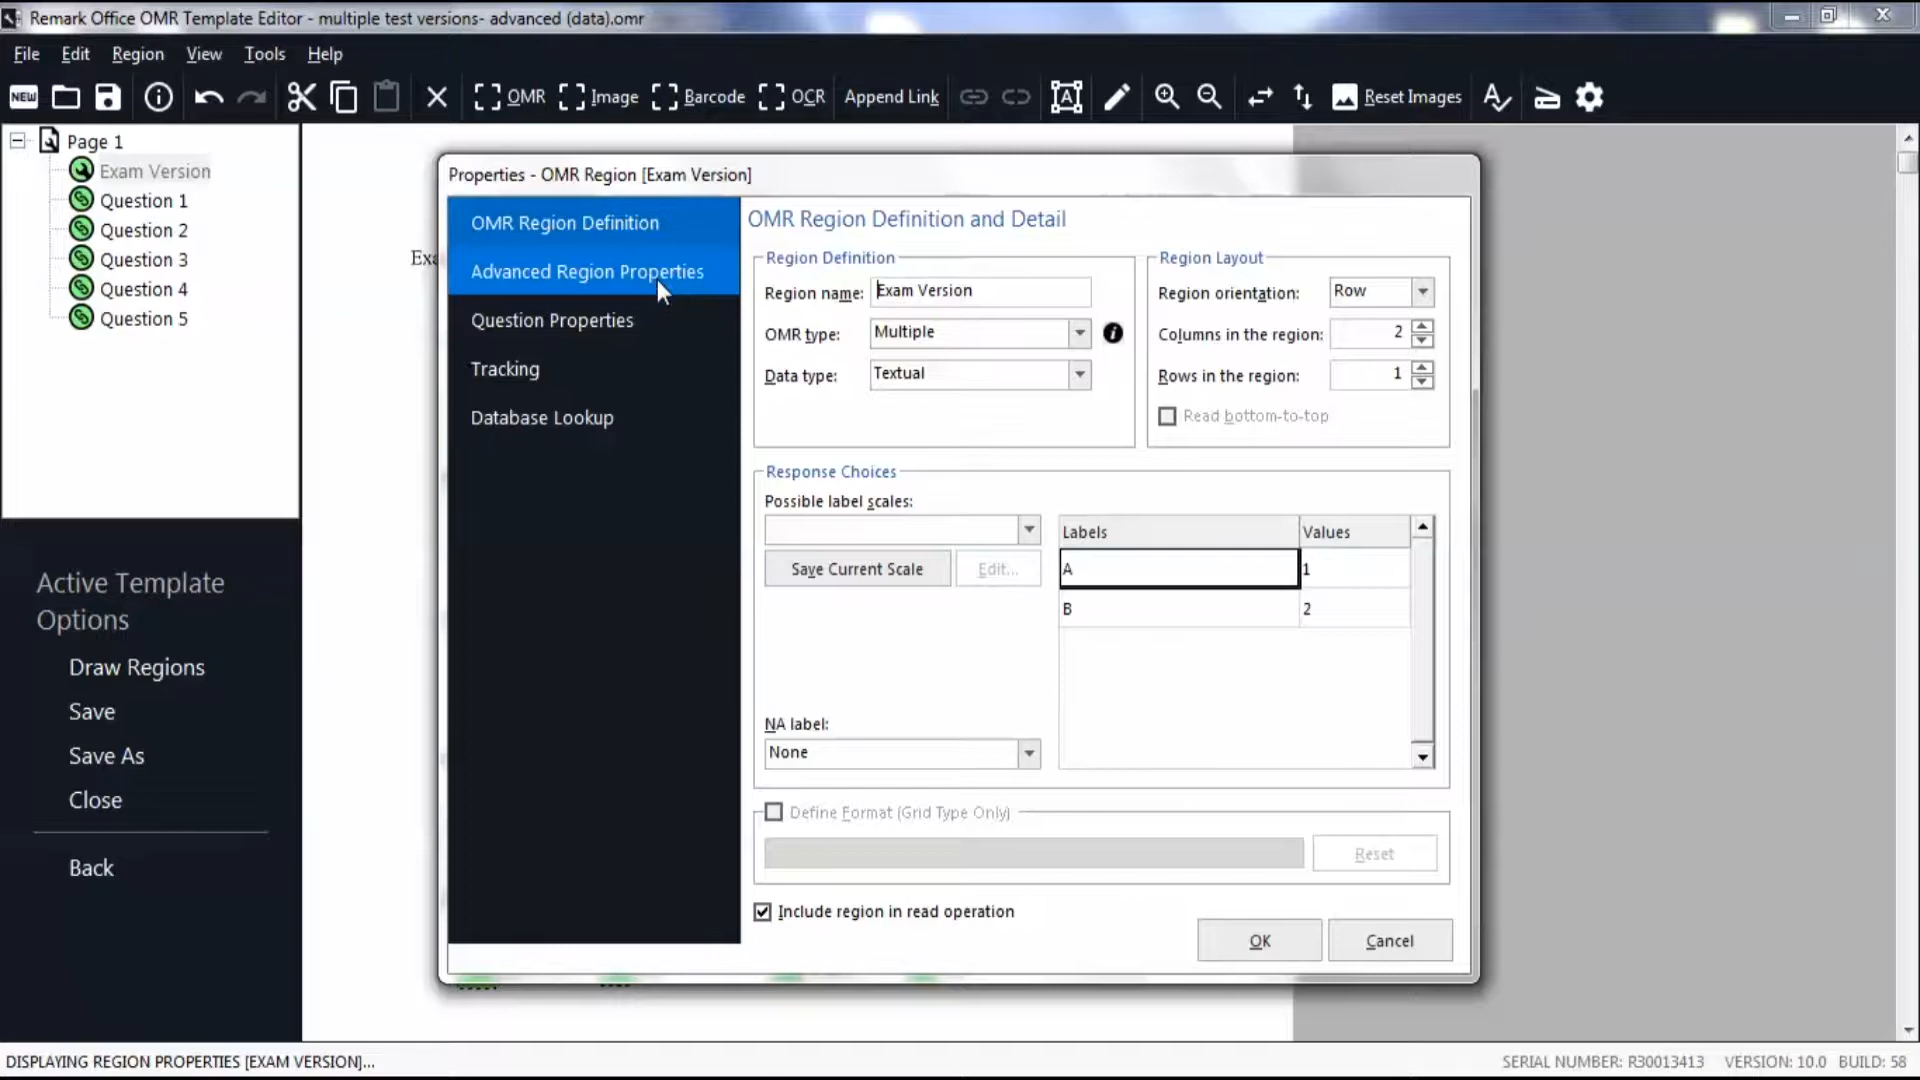 Remark Office OMR Template Editor - multiple test versions- advanced (data).omr
File Edit Region View Tools Help
NEW OMR Image Barcode OCR Append Link Reset Images
Page 1
Exam Version
Question 1
Question 2
Question 3
Question 4
Question 5
Active Template
Options
Draw Regions
Save
Save As
Close
Back
Properties - OMR Region [Exam Version]
OMR Region Definition
Advanced Region Properties
Question Properties
Tracking
Database Lookup
OMR Region Definition and Detail
Region Definition
Region name: Exam Version
OMR type: Multiple
Data type: Textual
Region Layout
Region orientation: Row
Columns in the region: 2
Rows in the region: 1
Read bottom-to-top
Response Choices
Possible label scales:
Save Current Scale Edit...
Labels Values
A 1
B 2
NA label:
None
Define Format (Grid Type Only)
Reset
Include region in read operation
OK Cancel
DISPLAYING REGION PROPERTIES [EXAM VERSION]...
SERIAL NUMBER: R30013413 VERSION: 10.0 BUILD: 58